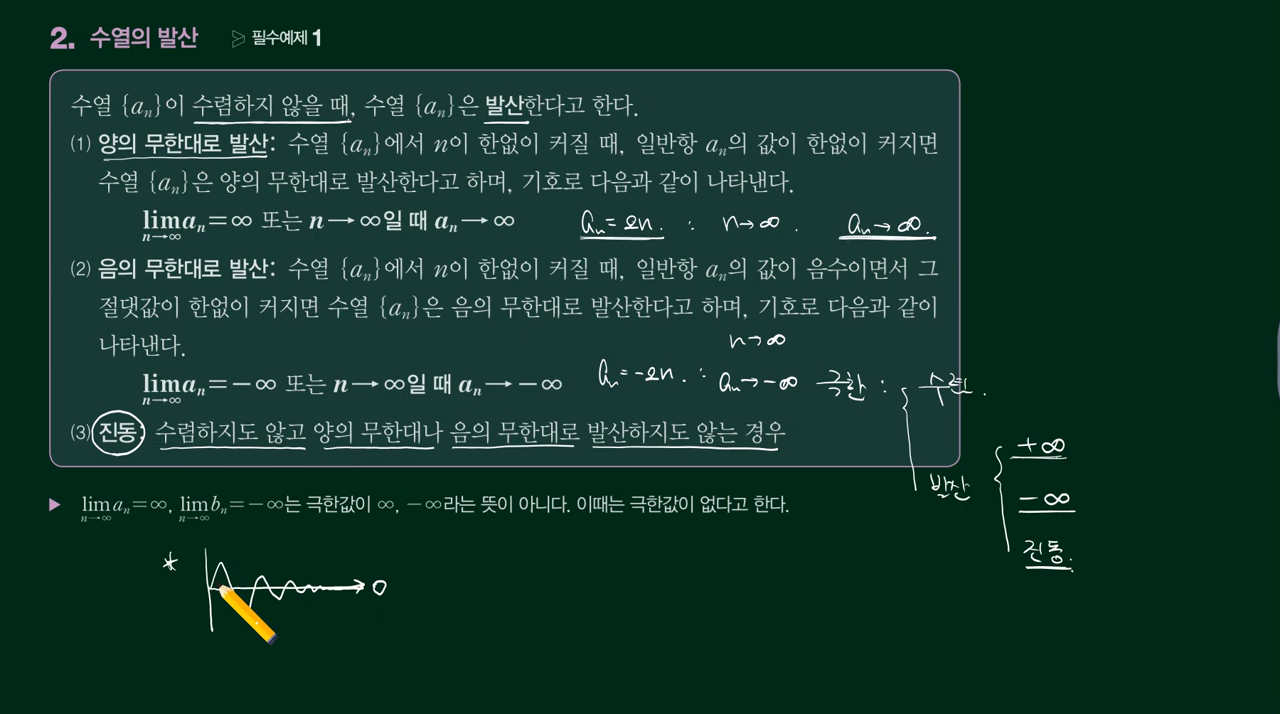 2. 수열의 발산 ▷ 필수예제 1
수열 {aₙ}이 수렴하지 않을 때, 수열 {aₙ}은 발산한다고 한다.
(1) 양의 무한대로 발산: 수열 {aₙ}에서 n이 한없이 커질 때, 일반항 aₙ의 값이 한없이 커지면
수열 {aₙ}은 양의 무한대로 발산한다고 하며, 기호로 다음과 같이 나타낸다.
lim n→∞ aₙ=∞ 또는 n→∞일 때 aₙ→∞ aₙ=2n. : n→∞. aₙ→∞.
(2) 음의 무한대로 발산: 수열 {aₙ}에서 n이 한없이 커질 때, 일반항 aₙ의 값이 음수이면서 그
절댓값이 한없이 커지면 수열 {aₙ}은 음의 무한대로 발산한다고 하며, 기호로 다음과 같이
나타낸다.
n→∞
lim n→∞ aₙ=-∞ 또는 n→∞일 때 aₙ→-∞ aₙ=-2n. : aₙ→-∞ 극한 : 수렴.
(3) 진동: 수렴하지도 않고 양의 무한대나 음의 무한대로 발산하지도 않는 경우
+∞
발산
-∞
진동.
▶ lim n→∞ aₙ=∞, lim n→∞ bₙ=-∞는 극한값이 ∞, -∞라는 뜻이 아니다. 이때는 극한값이 없다고 한다.
* 0